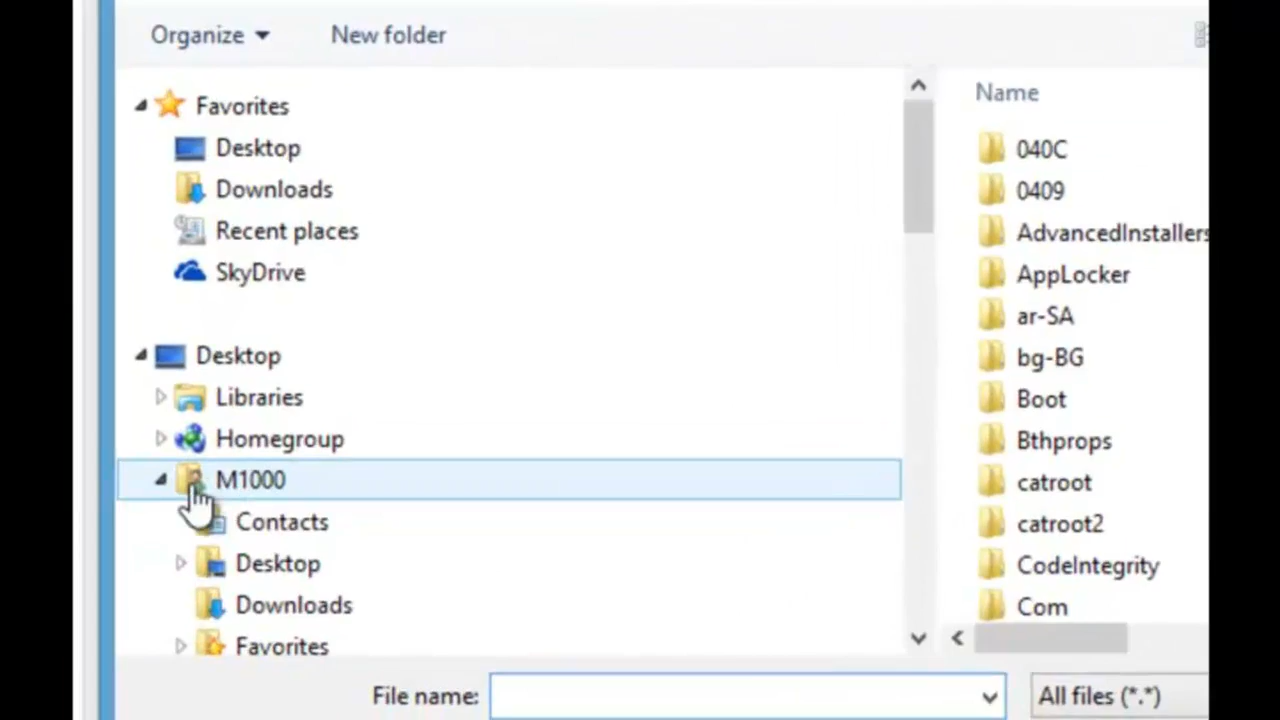 Organize New folder
Favorites
Desktop
Downloads
Recent places
SkyDrive
Desktop
Libraries
Homegroup
M1000
Contacts
Desktop
Downloads
Favorites
Name
040C
0409
AdvancedInstallers
AppLocker
ar-SA
bg-BG
Boot
Bthprops
catroot
catroot2
CodeIntegrity
Com
File name: All files (*.*)